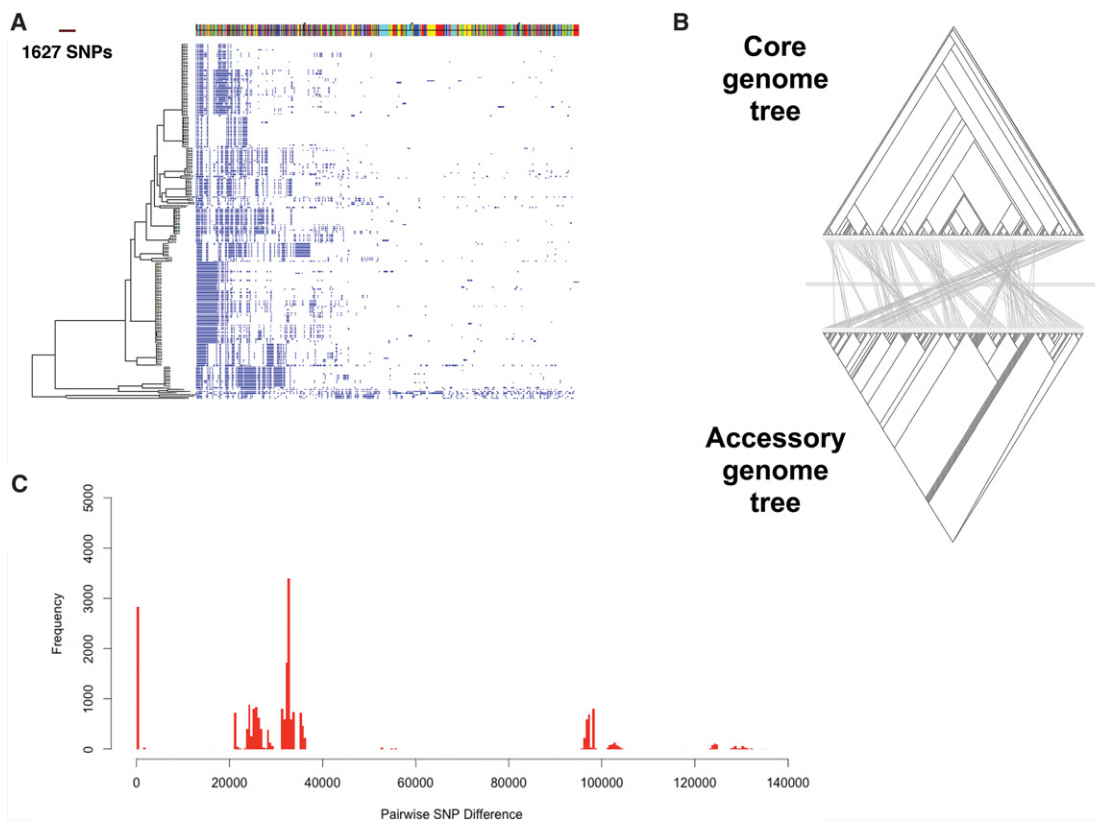 A
1627 SNPs
B
Core
genome
tree
Accessory
genome
tree
C
5000
4000
3000
2000
1000
0
Frequency
0 20000 40000 60000 80000 100000 120000 140000
Pairwise SNP Difference